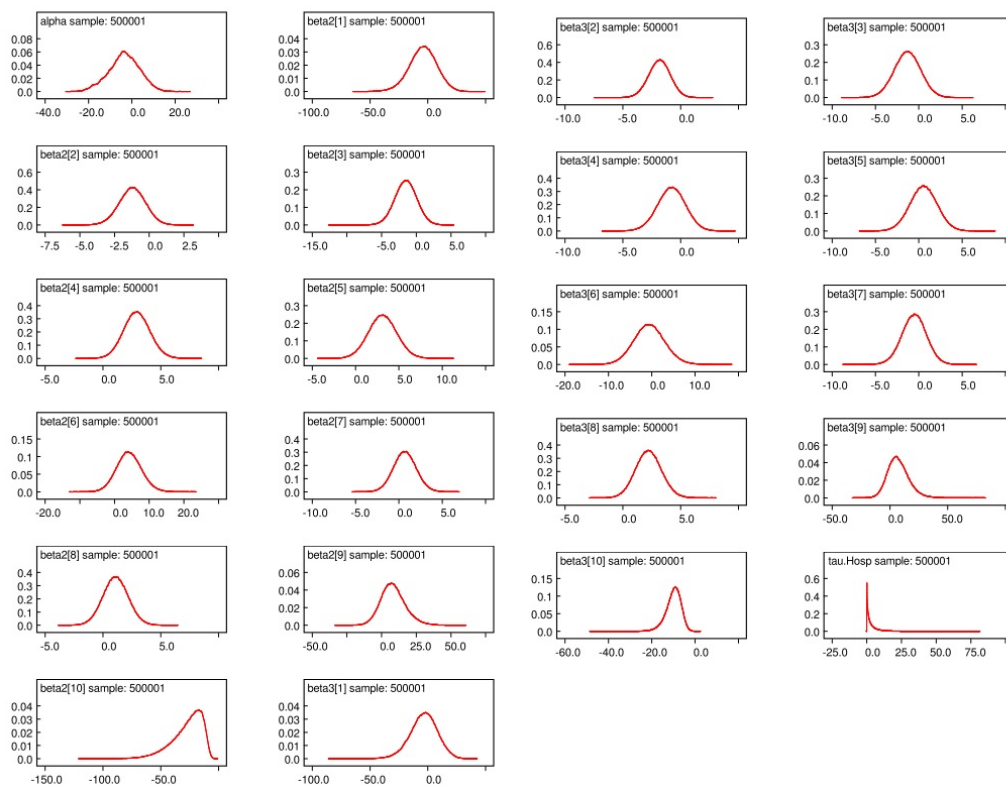 alpha sample: 500001
0.08
0.06
0.04
0.02
0.0
-40.0 -20.0 0.0 20.0
beta2[1] sample: 500001
0.04
0.03
0.02
0.01
0.0
-100.0 -50.0 0.0
beta3[2] sample: 500001
0.6
0.4
0.2
0.0
-10.0 -5.0 0.0
beta3[3] sample: 500001
0.3
0.2
0.1
0.0
-10.0 -5.0 0.0 5.0
beta2[2] sample: 500001
0.6
0.4
0.2
0.0
-7.5 -5.0 -2.5 0.0 2.5
beta2[3] sample: 500001
0.3
0.2
0.1
0.0
-15.0 -5.0 0.0 5.0
beta3[4] sample: 500001
0.4
0.3
0.2
0.1
0.0
-10.0 -5.0 0.0
beta3[5] sample: 500001
0.3
0.2
0.1
0.0
-10.0 -5.0 0.0 5.0
beta2[4] sample: 500001
0.4
0.3
0.2
0.1
0.0
-5.0 0.0 5.0
beta2[5] sample: 500001
0.3
0.2
0.1
0.0
-5.0 0.0 5.0 10.0
beta3[6] sample: 500001
0.15
0.1
0.05
0.0
-20.0 -10.0 0.0 10.0
beta3[7] sample: 500001
0.3
0.2
0.1
0.0
-10.0 -5.0 0.0 5.0
beta2[6] sample: 500001
0.15
0.1
0.05
0.0
-20.0 0.0 10.0 20.0
beta2[7] sample: 500001
0.4
0.3
0.2
0.1
0.0
-10.0 -5.0 0.0 5.0
beta3[8] sample: 500001
0.4
0.3
0.2
0.1
0.0
-5.0 0.0 5.0
beta3[9] sample: 500001
0.06
0.04
0.02
0.0
-50.0 0.0 50.0
beta2[8] sample: 500001
0.4
0.3
0.2
0.1
0.0
-5.0 0.0 5.0
beta2[9] sample: 500001
0.06
0.04
0.02
0.0
-50.0 0.0 25.0 50.0
beta3[10] sample: 500001
0.15
0.1
0.05
0.0
-60.0 -40.0 -20.0 0.0
tau.Hosp sample: 500001
0.6
0.4
0.2
0.0
-25.0 0.0 25.0 75.0
beta2[10] sample: 500001
0.04
0.03
0.02
0.01
0.0
-150.0 -100.0 -50.0
beta3[1] sample: 500001
0.04
0.03
0.02
0.01
0.0
-100.0 -50.0 0.0